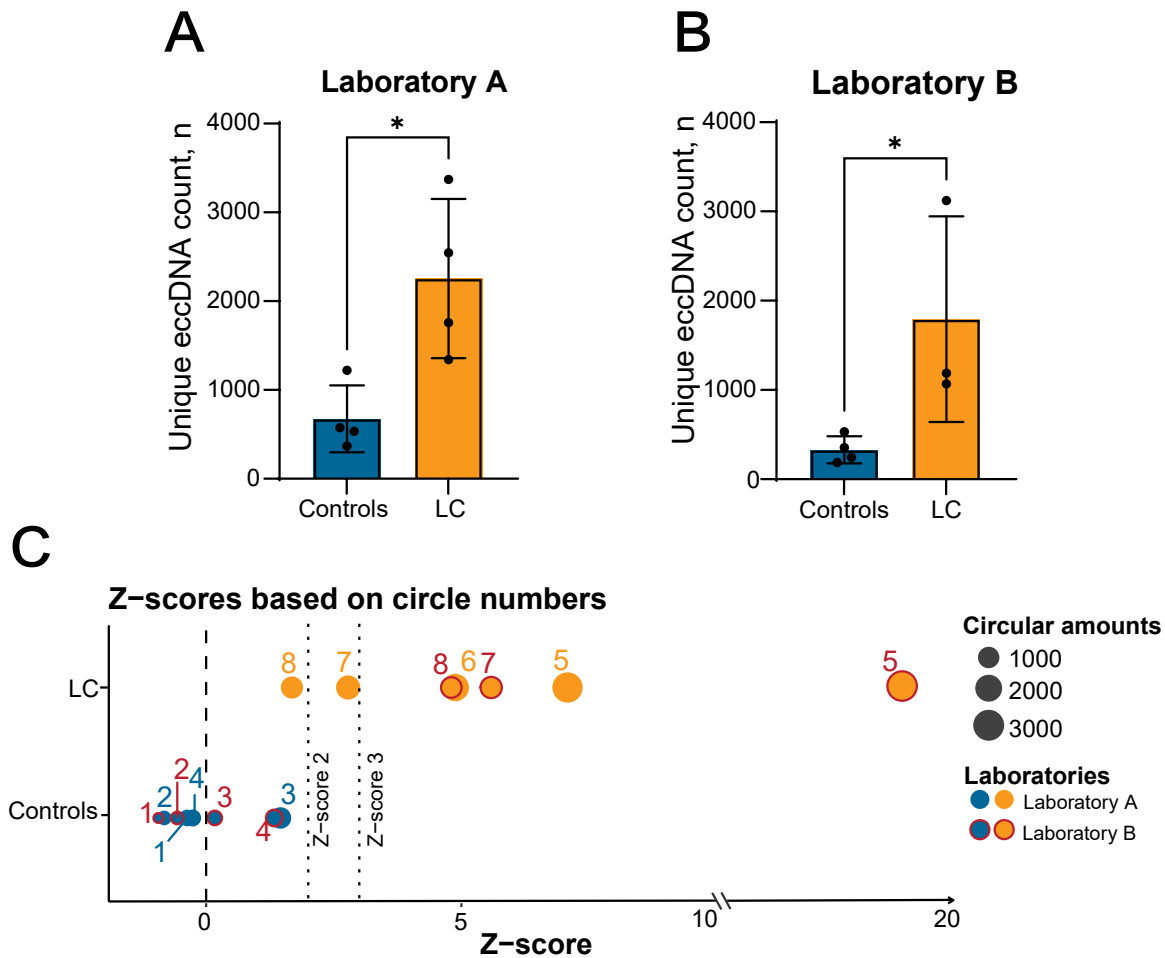 A
Laboratory A
Unique eccDNA count, n
4000
3000
2000
1000
0
*
Controls
LC
B
Laboratory B
Unique eccDNA count, n
4000
3000
2000
1000
0
*
Controls
LC
C
Z−scores based on circle numbers
LC
8
7
8
6
7
5
5
Z−score 2
Z−score 3
Controls
1
2
2
4
3
1
4
3
0
5
10
20
Z−score
Circular amounts
1000
2000
3000
Laboratories
Laboratory A
Laboratory B